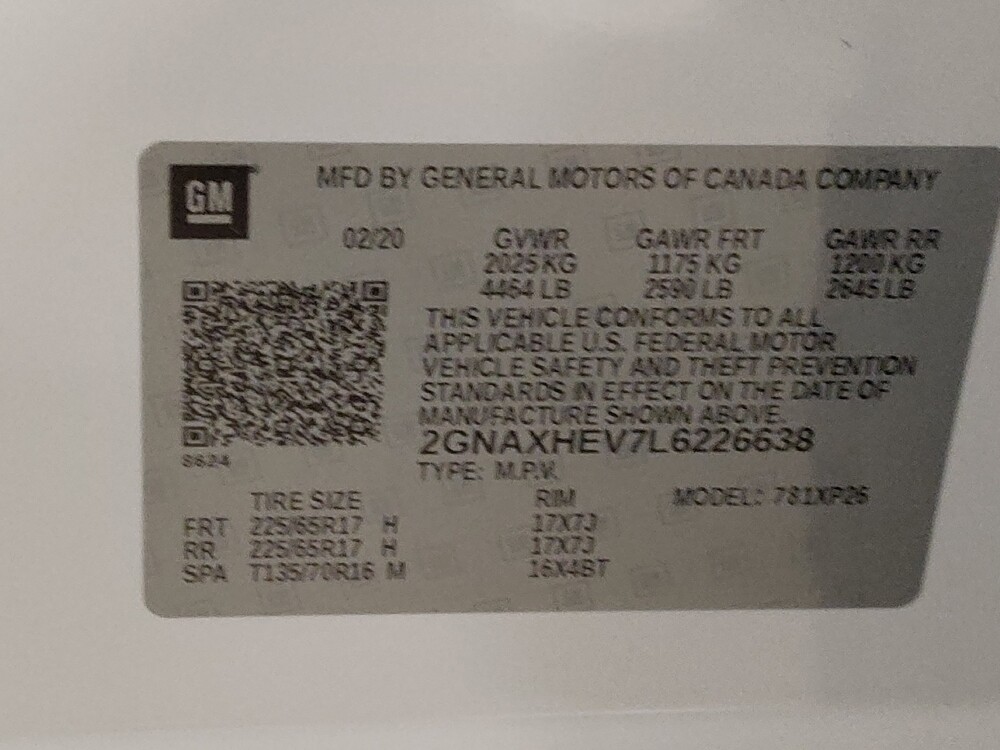 GM
MFD BY GENERAL MOTORS OF CANADA COMPANY
02/20 GVWR GAWR FRT GAWR RR
2025 KG 1175 KG 1200 KG
4464 LB 2590 LB 2645 LB
THIS VEHICLE CONFORMS TO ALL
APPLICABLE U.S. FEDERAL MOTOR
VEHICLE SAFETY AND THEFT PREVENTION
STANDARDS IN EFFECT ON THE DATE OF
MANUFACTURE SHOWN ABOVE.
2GNAXHEV7L6226638
S624
TYPE: M.P.V.
TIRE SIZE RIM MODEL: 781XP26
FRT 225/65R17 H 17X7J
RR 225/65R17 H 17X7J
SPA T135/70R16 M 16X4BT